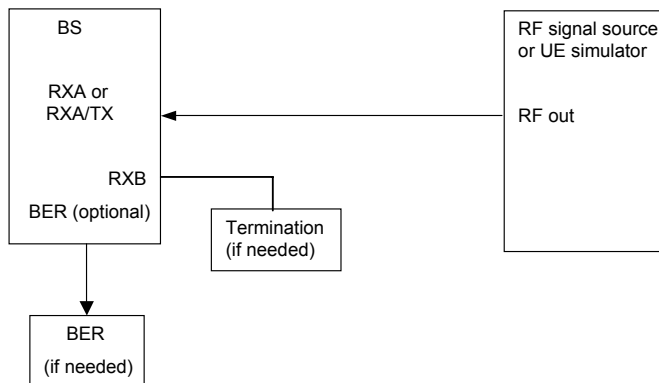 BS
RXA or
RXA/TX
RXB
BER (optional)
Termination
(if needed)
BER
(if needed)
RF signal source
or UE simulator
RF out